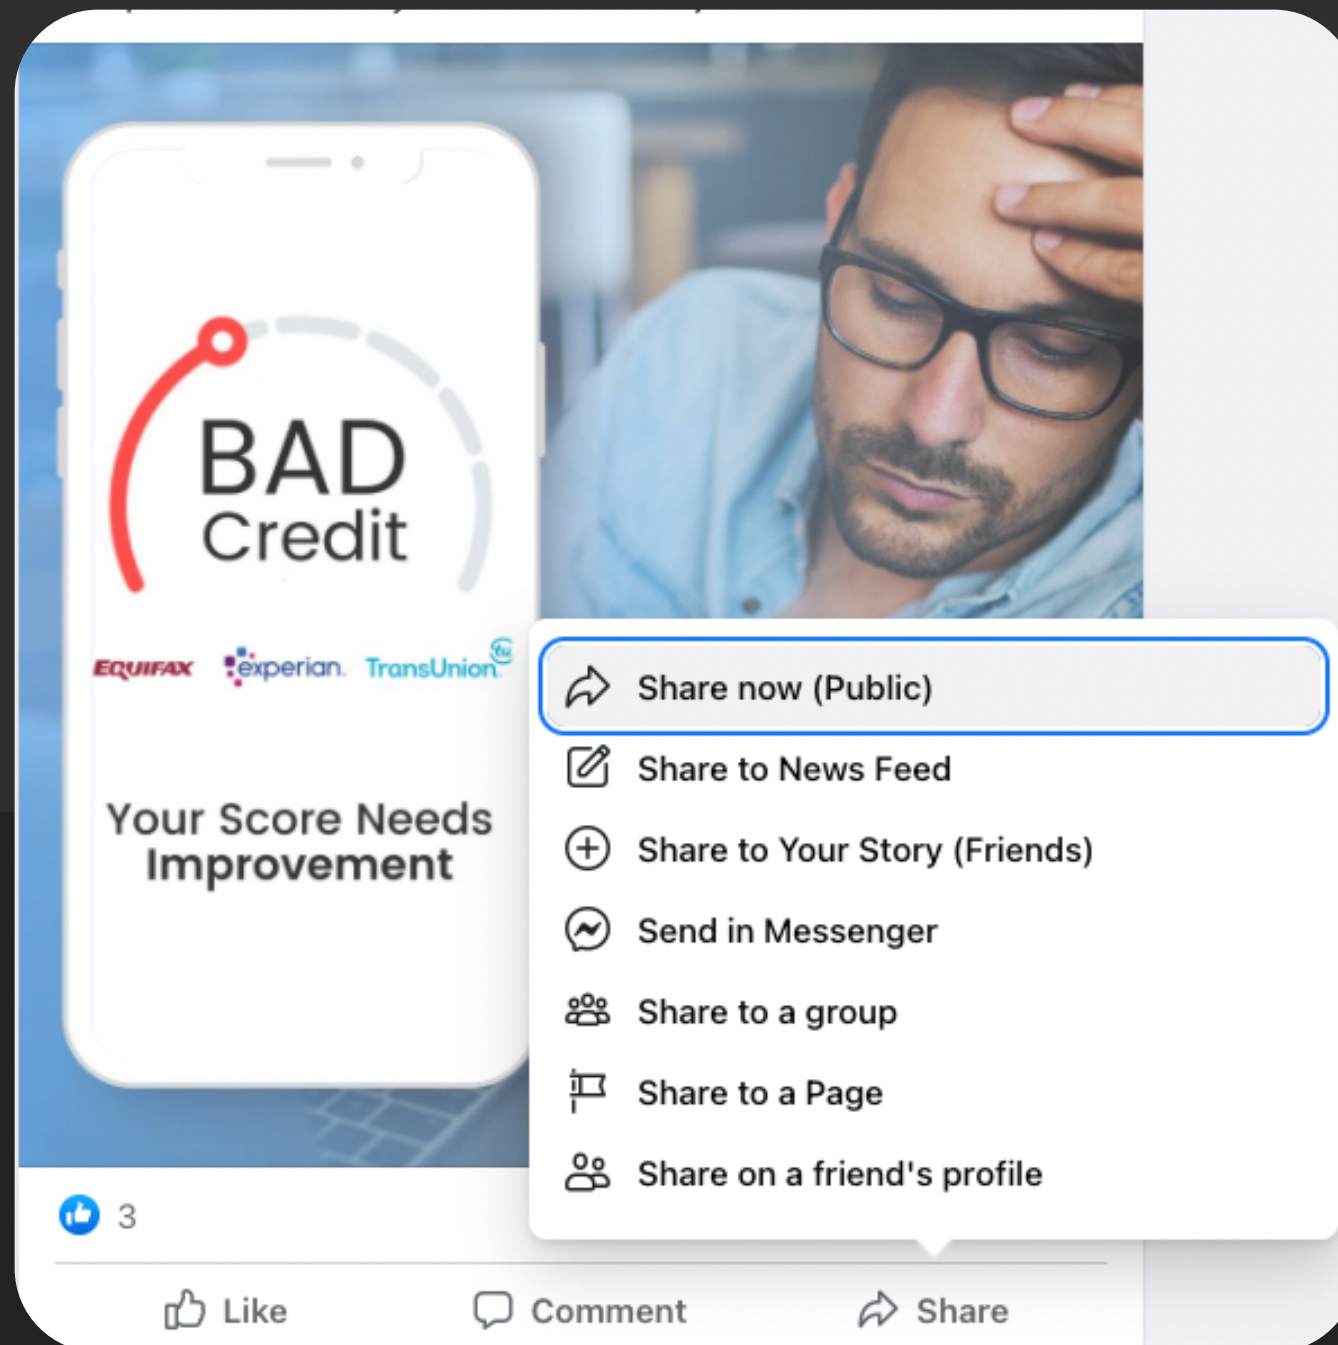 BAD
Credit
EQUIFAX
experian.
TransUnion
tu
Your Score Needs
Improvement
Share now (Public)
Share to News Feed
Share to Your Story (Friends)
Send in Messenger
Share to a group
Share to a Page
Share on a friend's profile
3
Like
Comment
Share